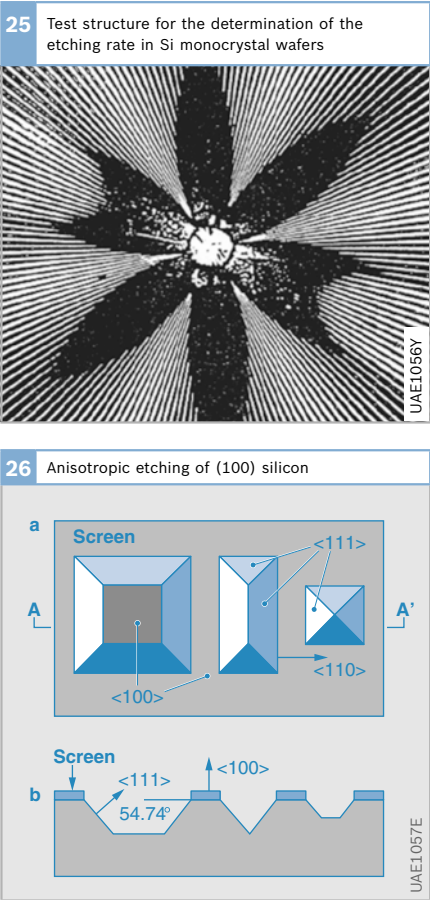 25
Test structure for the determination of the
etching rate in Si monocrystal wafers
UAE1056Y
26
Anisotropic etching of (100) silicon
a
Screen
<111>
A
A’
<110>
<100>
Screen
<111>
<100>
b
54.74°
UAE1057E